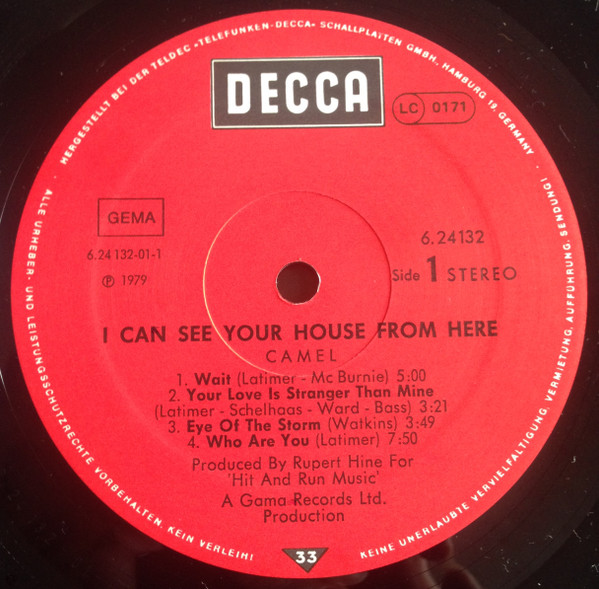 HERGESTELLT BEI DER TELDEC »TELEFUNKEN-DECCA« SCHALLPLATTEN GMBH, HAMBURG 19, GERMANY ·
DECCA
LC 0171
GEMA
6.24132-01-1
℗ 1979
6.24132
Side 1 STEREO
I CAN SEE YOUR HOUSE FROM HERE
CAMEL
1. Wait (Latimer - Mc Burnie) 5:00
2. Your Love Is Stranger Than Mine
(Latimer - Schelhaas - Ward - Bass) 3:21
3. Eye Of The Storm (Watkins) 3:49
4. Who Are You (Latimer) 7:50
Produced By Rupert Hine For
'Hit And Run Music'
A Gama Records Ltd.
Production
33
· ALLE URHEBER- UND LEISTUNGSSCHUTZRECHTE VORBEHALTEN. KEIN VERLEIH!
KEINE UNERLAUBTE VERVIELFÄLTIGUNG, VERMIETUNG, AUFFÜHRUNG, SENDUNG!